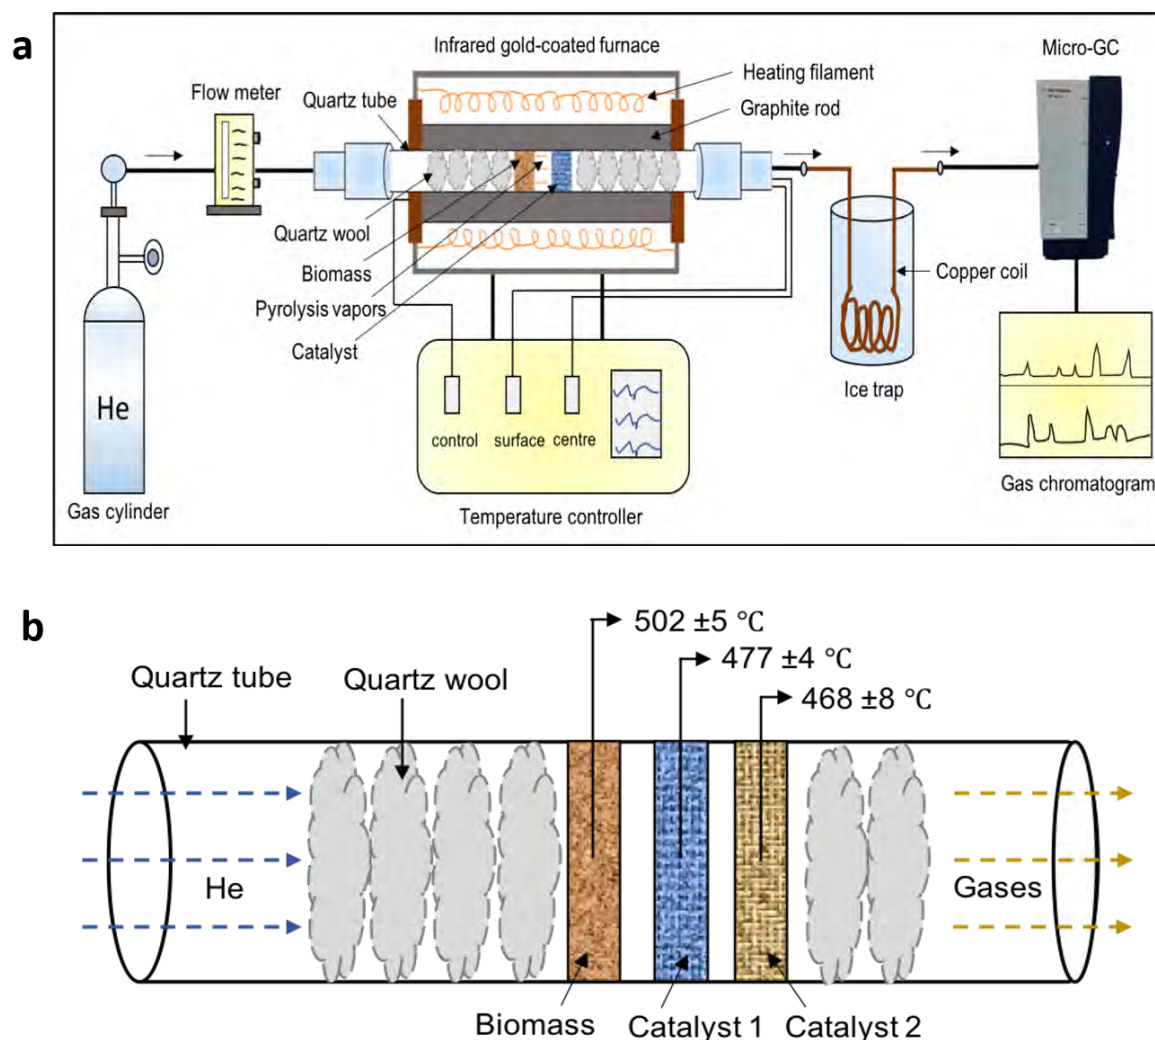 a
Infrared gold-coated furnace
Micro-GC
Heating filament
Flow meter
Quartz tube
Graphite rod
Quartz wool
Biomass
Pyrolysis vapors
Catalyst
Copper coil
Ice trap
He
control
surface
centre
Gas cylinder
Temperature controller
Gas chromatogram
b
502 ±5 °C
477 ±4 °C
468 ±8 °C
Quartz tube
Quartz wool
He
Gases
Biomass
Catalyst 1
Catalyst 2